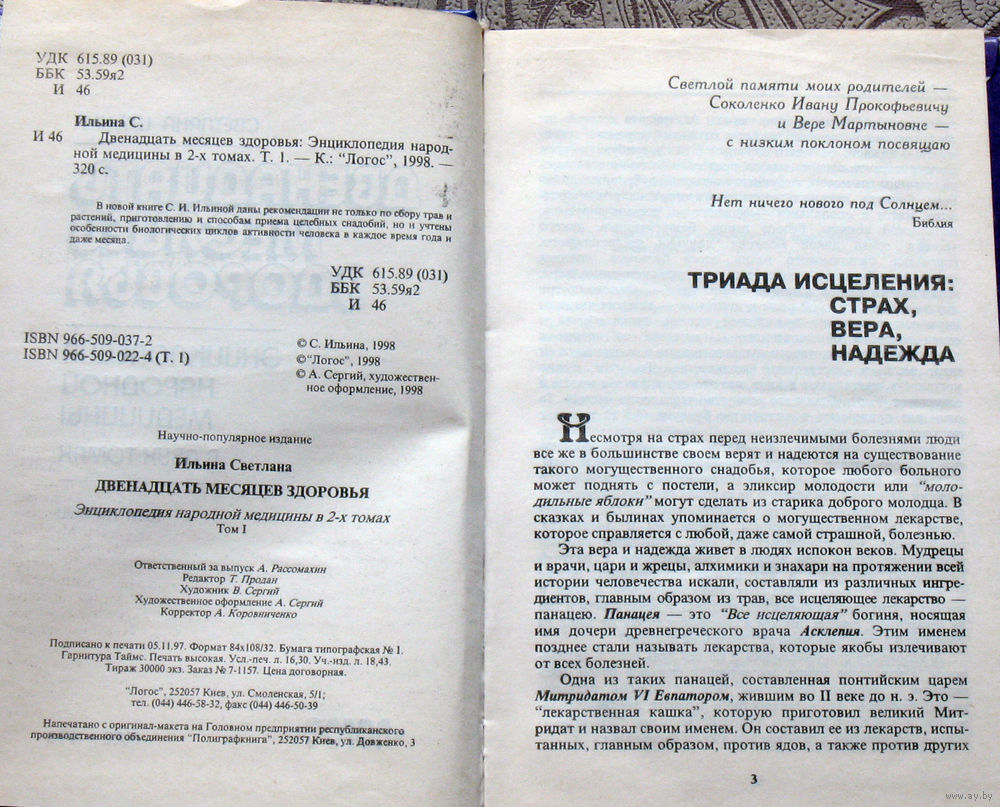 УДК 615.89 (031)
ББК 53.59я2
И 46
Ильина С.
И 46 Двенадцать месяцев здоровья: Энциклопедия народ-
ной медицины в 2-х томах. Т. 1. — К.: "Логос", 1998. —
320 с.
В новой книге С. И. Ильиной даны рекомендации не только по сбору трав и
растений, приготовлению и способам приема целебных снадобий, но и учтены
особенности биологических циклов активности человека в каждое время года и
даже месяца.
УДК 615.89 (031)
ББК 53.59я2
И 46
ISBN 966-509-037-2
ISBN 966-509-022-4 (Т. 1)
© С. Ильина, 1998
© "Логос", 1998
© А. Сергий, художествен-
ное оформление, 1998
Научно-популярное издание
Ильина Светлана
ДВЕНАДЦАТЬ МЕСЯЦЕВ ЗДОРОВЬЯ
Энциклопедия народной медицины в 2-х томах
Том I
Ответственный за выпуск А. Рассомахин
Редактор Т. Продан
Художник В. Сергий
Художественное оформление А. Сергий
Корректор А. Коровниченко
Подписано к печати 05.11.97. Формат 84x108/32. Бумага типографская № 1.
Гарнитура Таймс. Печать высокая. Усл.-печ. л. 16,30. Уч.-изд. л. 18,43.
Тираж 30000 экз. Заказ № 7-1157. Цена договорная.
"Логос", 252057 Киев, ул. Смоленская, 5/1;
тел. (044) 446-58-32, факс (044) 446-50-39
Напечатано с оригинал-макета на Головном предприятии республиканского
производственного объединения "Полиграфкнига", 252057 Киев, ул. Довженко, 3
Светлой памяти моих родителей —
Соколенко Ивану Прокофьевичу
и Вере Мартыновне —
с низким поклоном посвящаю
Нет ничего нового под Солнцем...
Библия
ТРИАДА ИСЦЕЛЕНИЯ:
СТРАХ,
ВЕРА,
НАДЕЖДА
Несмотря на страх перед неизлечимыми болезнями люди
все же в большинстве своем верят и надеются на существование
такого могущественного снадобья, которое любого больного
может поднять с постели, а эликсир молодости или "моло-
дильные яблоки" могут сделать из старика доброго молодца. В
сказках и былинах упоминается о могущественном лекарстве,
которое справляется с любой, даже самой страшной, болезнью.
Эта вера и надежда живет в людях испокон веков. Мудрецы
и врачи, цари и жрецы, алхимики и знахари на протяжении всей
истории человечества искали, составляли из различных ингре-
диентов, главным образом из трав, все исцеляющее лекарство —
панацею. Панацея — это "Все исцеляющая" богиня, носящая
имя дочери древнегреческого врача Асклепия. Этим именем
позднее стали называть лекарства, которые якобы излечивают
от всех болезней.
Одна из таких панацей, составленная понтийским царем
Митридатом VI Евпатором, жившим во II веке до н. э. Это —
"лекарственная кашка", которую приготовил великий Мит-
ридат и назвал своим именем. Он составил ее из лекарств, испы-
танных, главным образом, против ядов, а также против других
3
www.ay.by